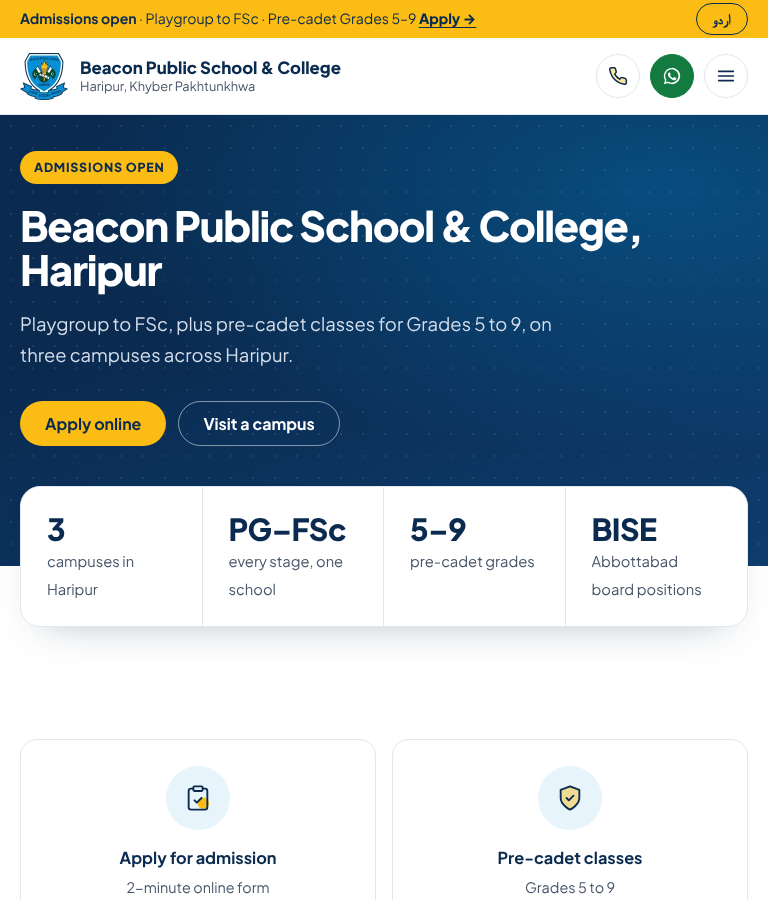 Admissions open · Playgroup to FSc · Pre-cadet Grades 5–9 Apply →
اردو
Beacon Public School & College
Haripur, Khyber Pakhtunkhwa
ADMISSIONS OPEN
Beacon Public School & College,
Haripur
Playgroup to FSc, plus pre-cadet classes for Grades 5 to 9, on
three campuses across Haripur.
Apply online
Visit a campus
3
campuses in
Haripur
PG–FSc
every stage, one
school
5–9
pre-cadet grades
BISE
Abbottabad
board positions
Apply for admission
2-minute online form
Pre-cadet classes
Grades 5 to 9